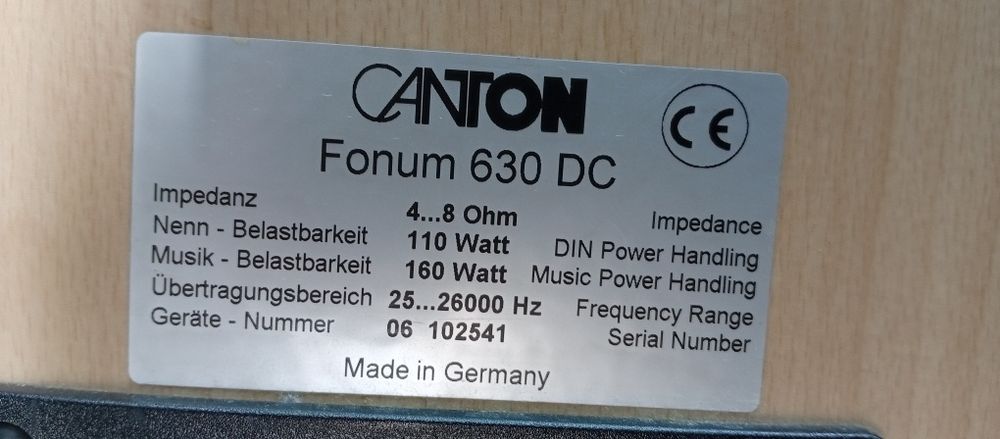 CANTON
CE
Fonum 630 DC
Impedanz 4...8 Ohm Impedance
Nenn - Belastbarkeit 110 Watt DIN Power Handling
Musik - Belastbarkeit 160 Watt Music Power Handling
Übertragungsbereich 25...26000 Hz Frequency Range
Geräte - Nummer 06 102541 Serial Number
Made in Germany